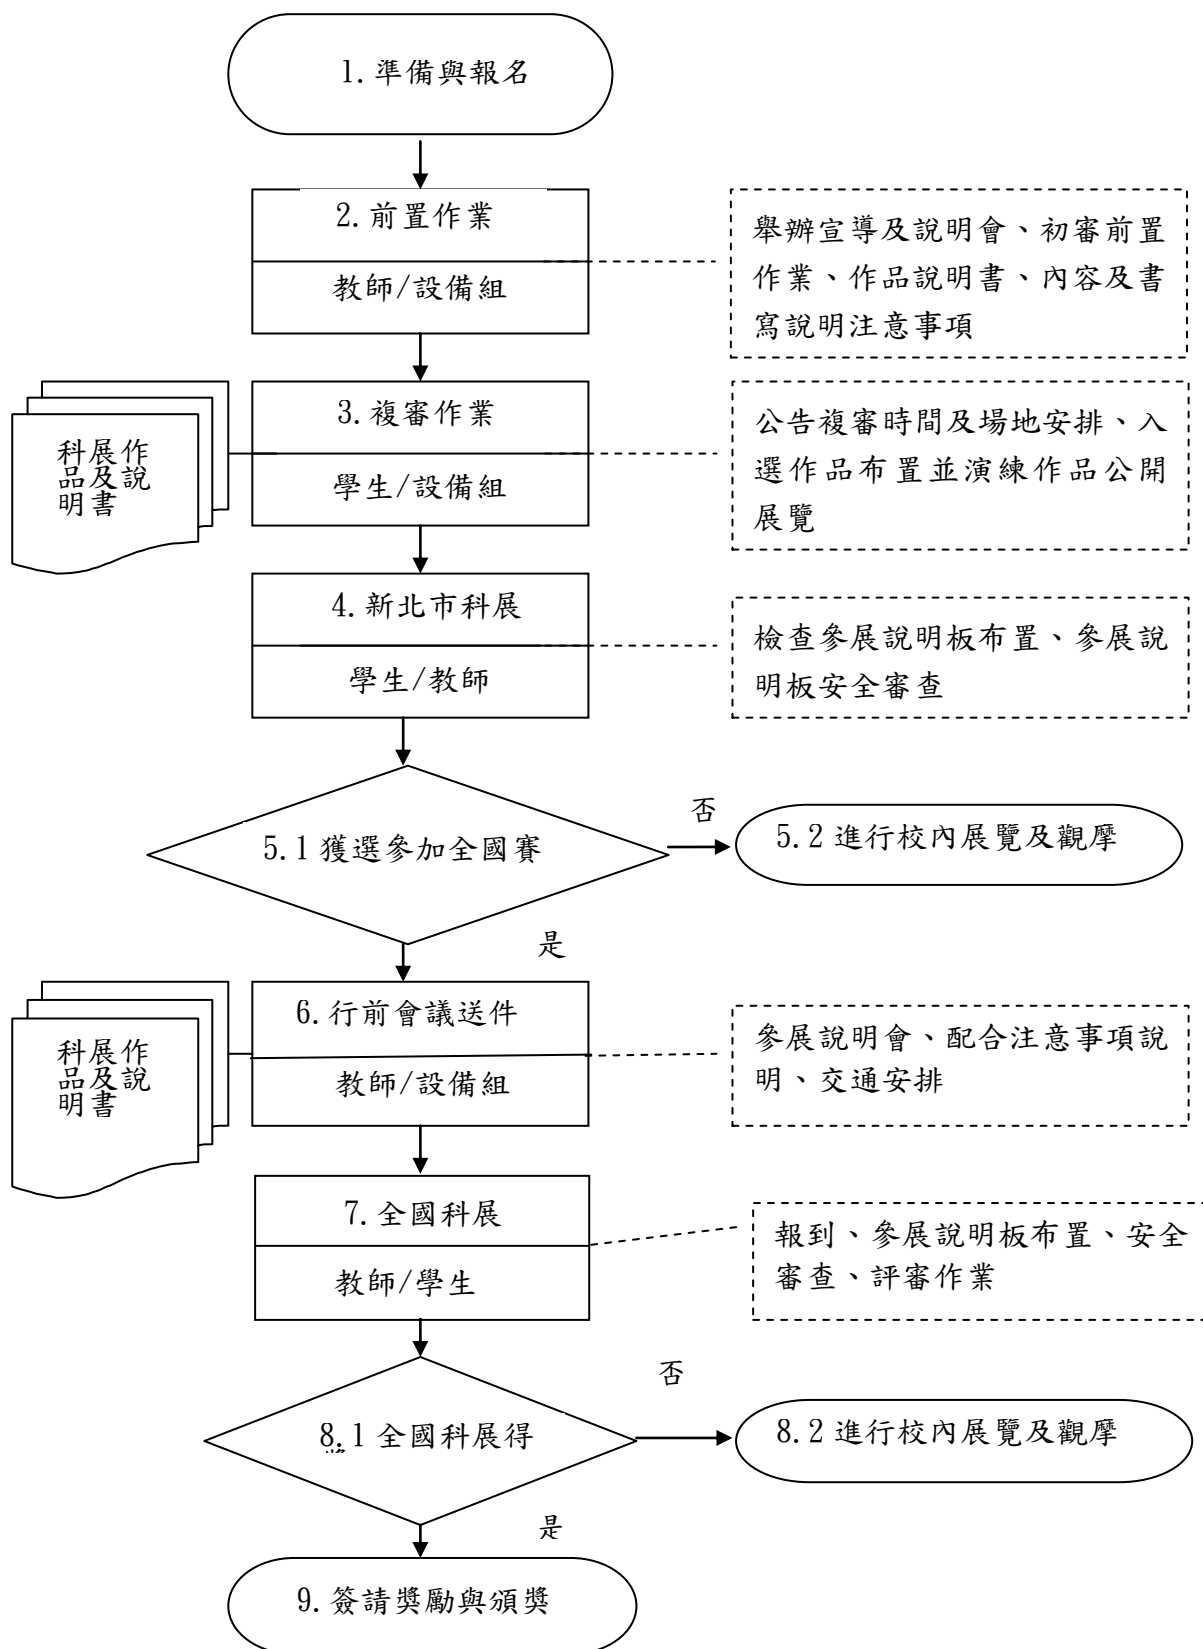 1.準備與報名
2.前置作業
教師/設備組
舉辦宣導及說明會、初審前置
作業、作品說明書、內容及書
寫說明注意事項
科展作
品及說
明書
3.複審作業
學生/設備組
公告複審時間及場地安排、入
選作品布置並演練作品公開
展覽
4.新北市科展
學生/教師
檢查參展說明板布置、參展說
明板安全審查
5.1獲選參加全國賽
否
5.2進行校內展覽及觀摩
是
科展作
品及說
明書
6.行前會議送件
教師/設備組
參展說明會、配合注意事項說
明、交通安排
7.全國科展
教師/學生
報到、參展說明板布置、安全
審查、評審作業
8.1全國科展得
否
8.2進行校內展覽及觀摩
是
9.簽請獎勵與頒獎